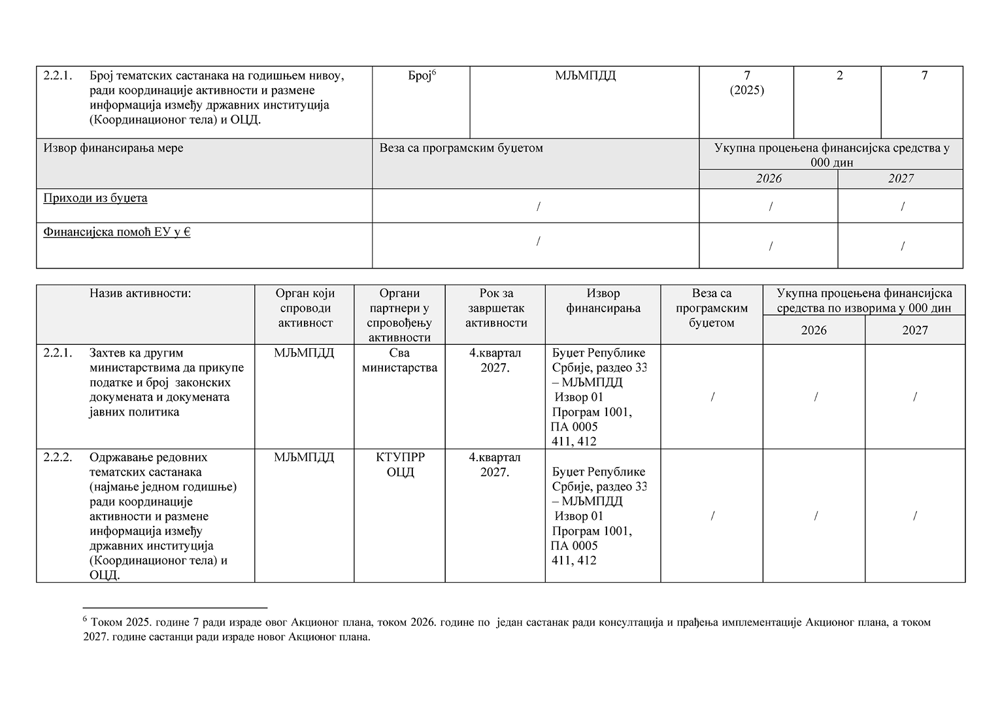 2.2.1. Број тематских састанака на годишњем нивоу,
ради координације активности и размене
информација између државних институција
(Координационог тела) и ОЦД.
Број⁶
МЉМПДД
7
(2025)
2
7
Извор финансирања мере
Веза са програмским буџетом
Укупна процењена финансијска средства у
000 дин
2026
2027
Приходи из буџета
/
/
/
Финансијска помоћ ЕУ у €
/
/
/
Назив активности:
Орган који
спроводи
активност
Органи
партнери у
спровођењу
активности
Рок за
завршетак
активности
Извор
финансирања
Веза са
програмским
буџетом
Укупна процењена финансијска
средства по изворима у 000 дин
2026
2027
2.2.1. Захтев ка другим
министарствима да прикупе
податке и број  законских
докумената и докумената
јавних политика
МЉМПДД
Сва
министарства
4.квартал
2027.
Буџет Републике
Србије, раздео 33
– МЉМПДД
Извор 01
Програм 1001,
ПА 0005
411, 412
/
/
/
2.2.2. Одржавање редовних
тематских састанака
(најмање једном годишње)
ради координације
активности и размене
информација између
државних институција
(Координационог тела) и
ОЦД.
МЉМПДД
КТУПРР
ОЦД
4.квартал
2027.
Буџет Републике
Србије, раздео 33
– МЉМПДД
Извор 01
Програм 1001,
ПА 0005
411, 412
/
/
/
⁶ Током 2025. године 7 ради израде овог Акционог плана, током 2026. године по  један састанак ради консултација и праћења имплементације Акционог плана, а током
2027. године састанци ради израде новог Акционог плана.